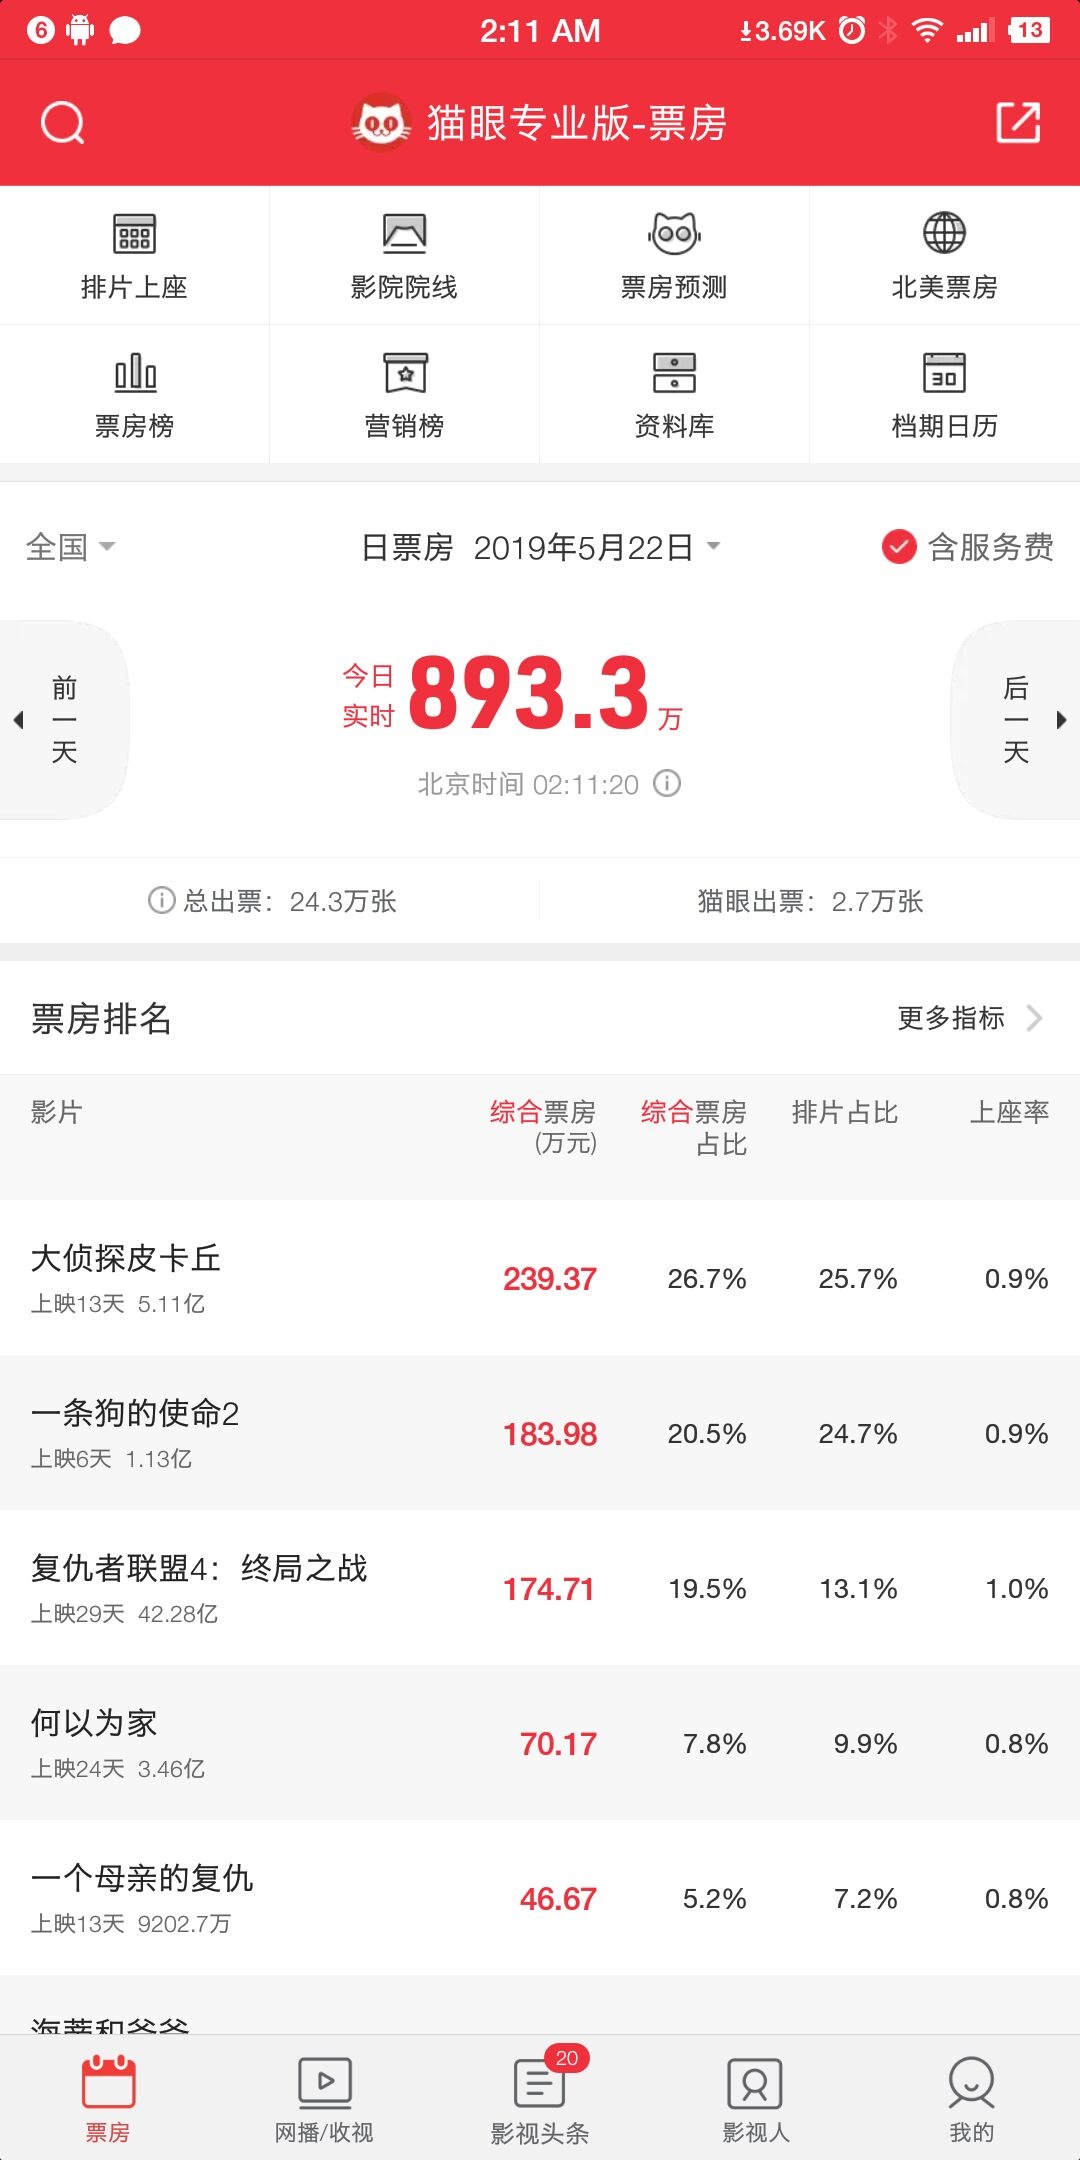 6
2:11 AM
3.69K
13
猫眼专业版-票房
排片上座 影院院线 票房预测 北美票房
30
票房榜 营销榜 资料库 档期日历
全国 日票房 2019年5月22日 含服务费
前一天
今日实时 893.3 万
后一天
北京时间 02:11:20
总出票：24.3万张 猫眼出票：2.7万张
票房排名 更多指标
影片 综合票房(万元) 综合票房占比 排片占比 上座率
大侦探皮卡丘 239.37 26.7% 25.7% 0.9%
上映13天 5.11亿
一条狗的使命2 183.98 20.5% 24.7% 0.9%
上映6天 1.13亿
复仇者联盟4：终局之战 174.71 19.5% 13.1% 1.0%
上映29天 42.28亿
何以为家 70.17 7.8% 9.9% 0.8%
上映24天 3.46亿
一个母亲的复仇 46.67 5.2% 7.2% 0.8%
上映13天 9202.7万
海蒂和爷爷
20
票房 网播/收视 影视头条 影视人 我的